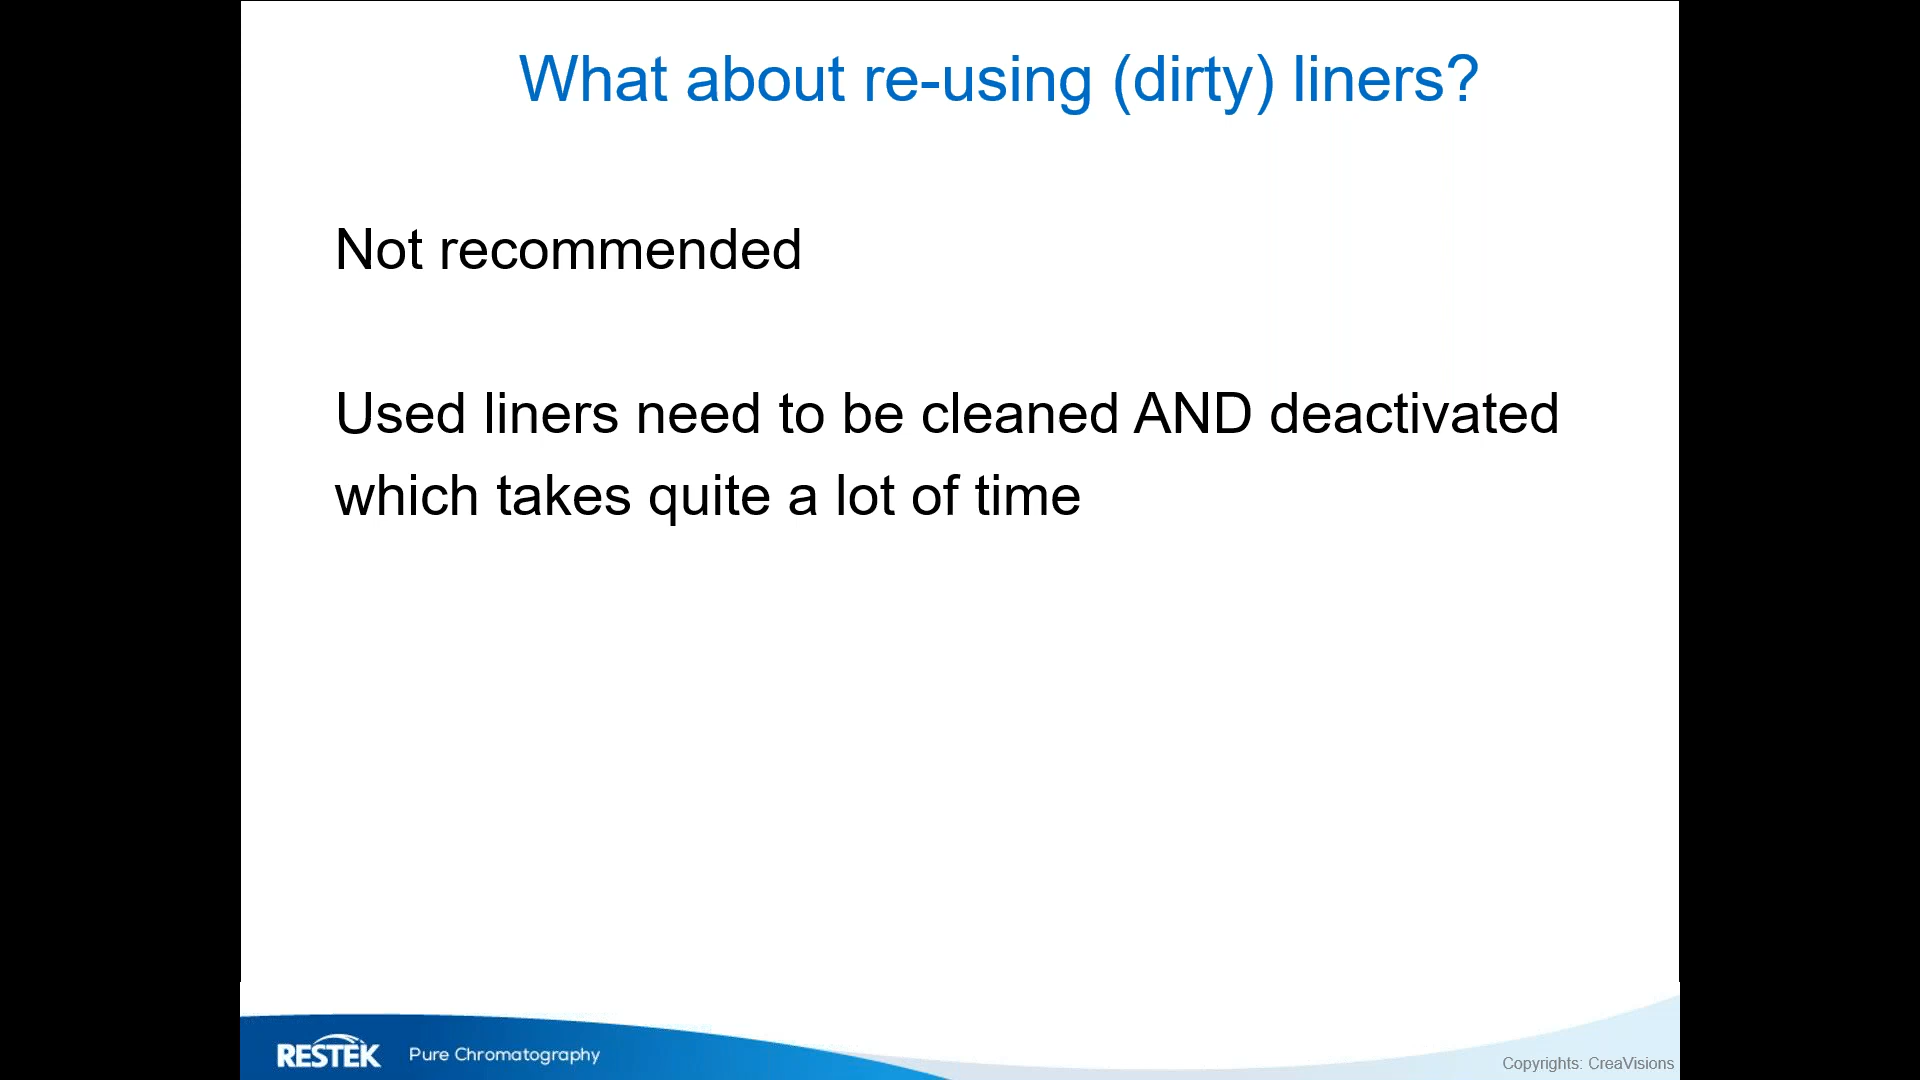 What about re-using (dirty) liners?
Not recommended
Used liners need to be cleaned AND deactivated
which takes quite a lot of time
RESTEK Pure Chromatography
Copyrights: CreaVisions